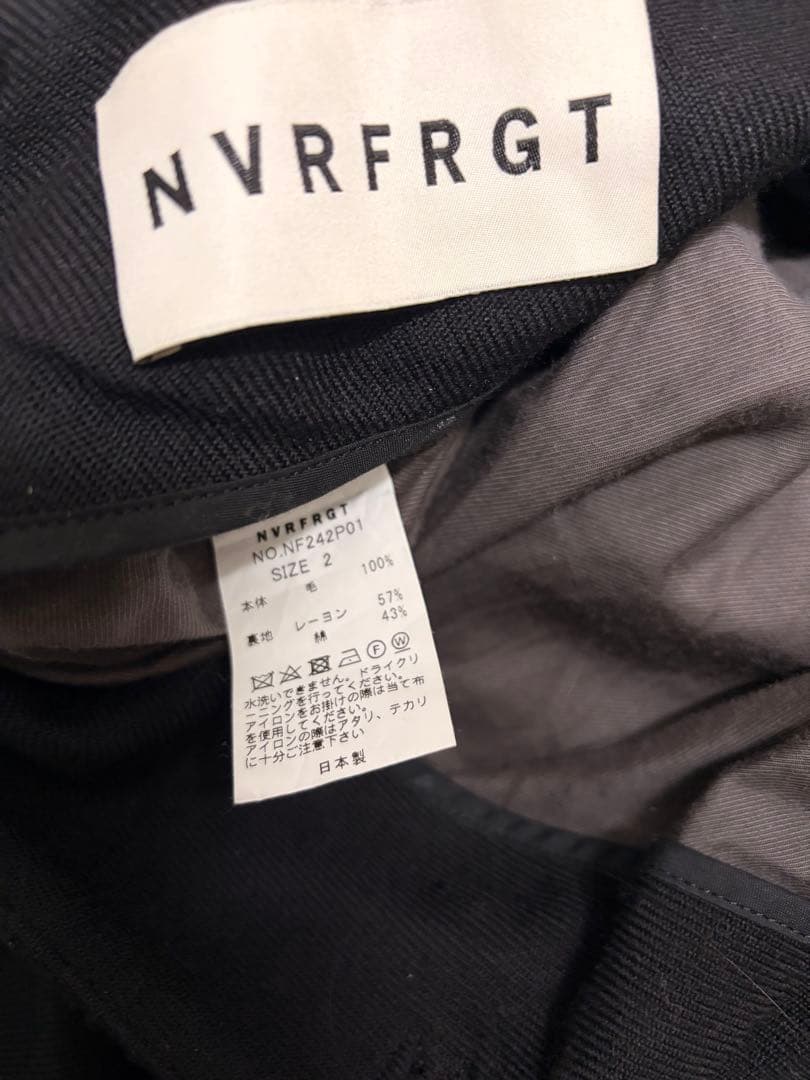 NVRFRGT
NVRFRGT
NO.NF242P01
SIZE 2
本体 毛 100%
裏地 レーヨン 57%
綿 43%
F W
水洗いできません。ドライクリ
ーニングを行ってください。
アイロンをお掛けの際は当て布
を使用してください。
アイロンの際はアタリ、テカリ
に十分ご注意下さい
日本製